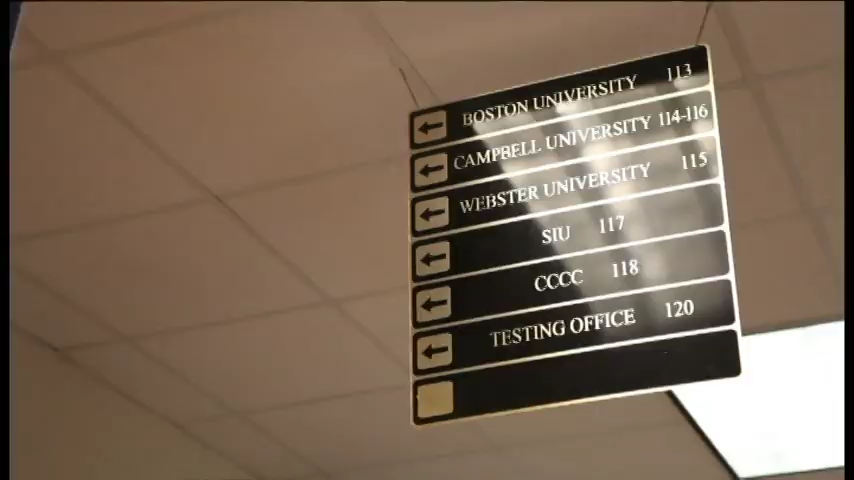 BOSTON UNIVERSITY 113
CAMPBELL UNIVERSITY 114-116
WEBSTER UNIVERSITY 115
SIU 117
CCCC 118
TESTING OFFICE 120